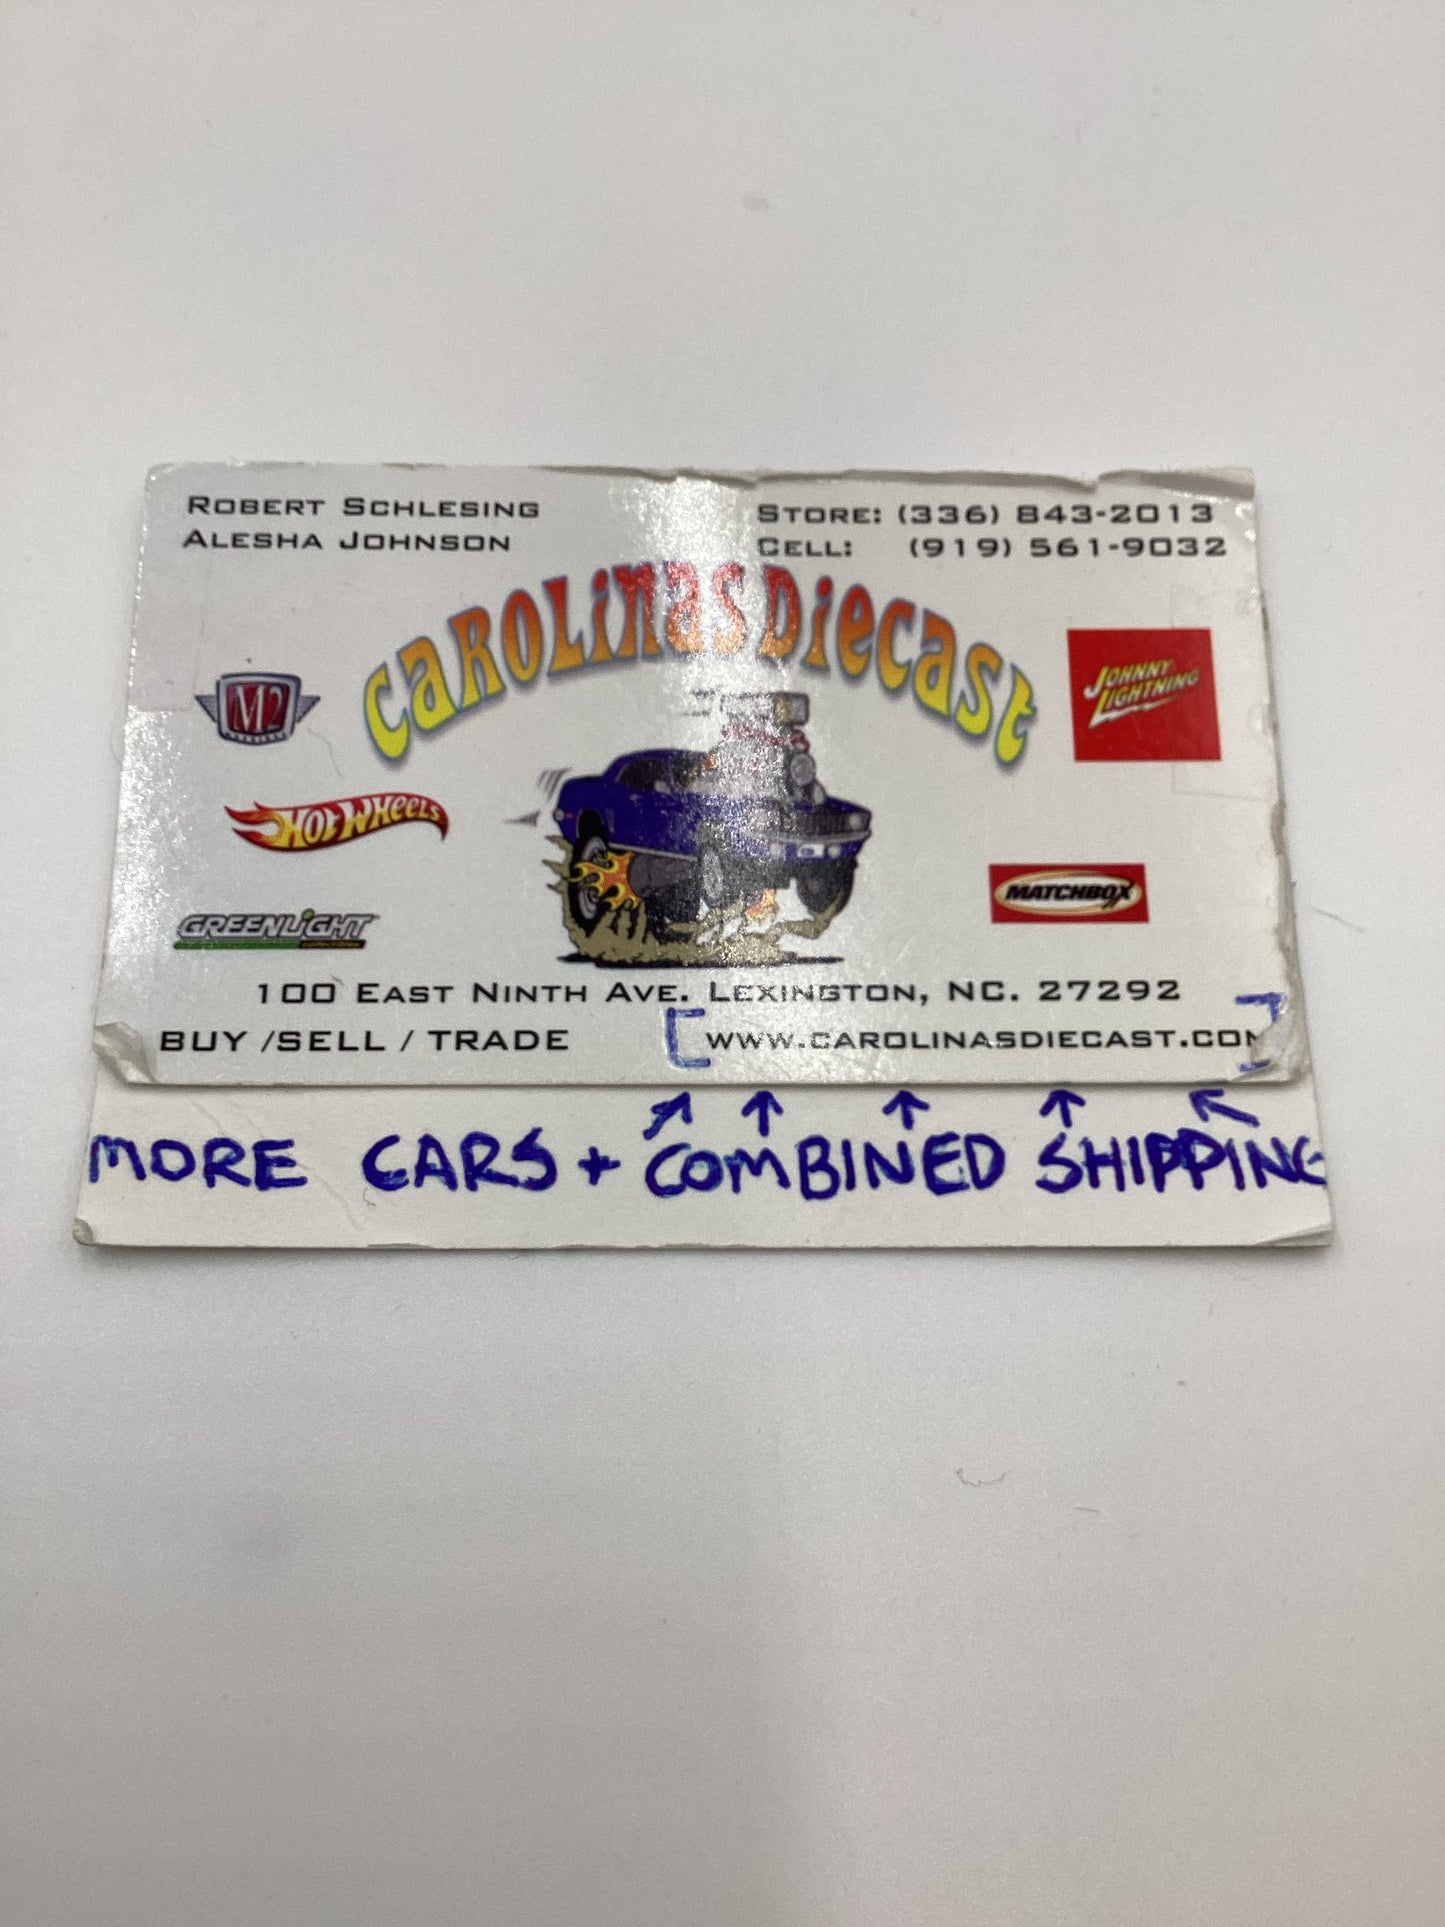 ROBERT SCHLESING
ALESHA JOHNSON
STORE: (336) 843-2013
CELL: (919) 561-9032
CAROLINAS DIECAST
M2
JOHNNY LIGHTNING
HOT WHEELS
MATCHBOX
GREENLIGHT
collectibles
100 EAST NINTH AVE. LEXINGTON, NC. 27292
BUY /SELL / TRADE
[WWW.CAROLINASDIECAST.COM]
MORE CARS + COMBINED SHIPPING